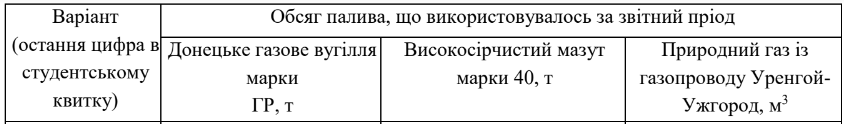 Варіант
(остання цифра в
студентському
квитку)
Обсяг палива, що використовувалось за звітний пріод
Донецьке газове вугілля
марки
ГР, т
Високосірчистий мазут
марки 40, т
Природний газ із
газопроводу Уренгой-
Ужгород, м³